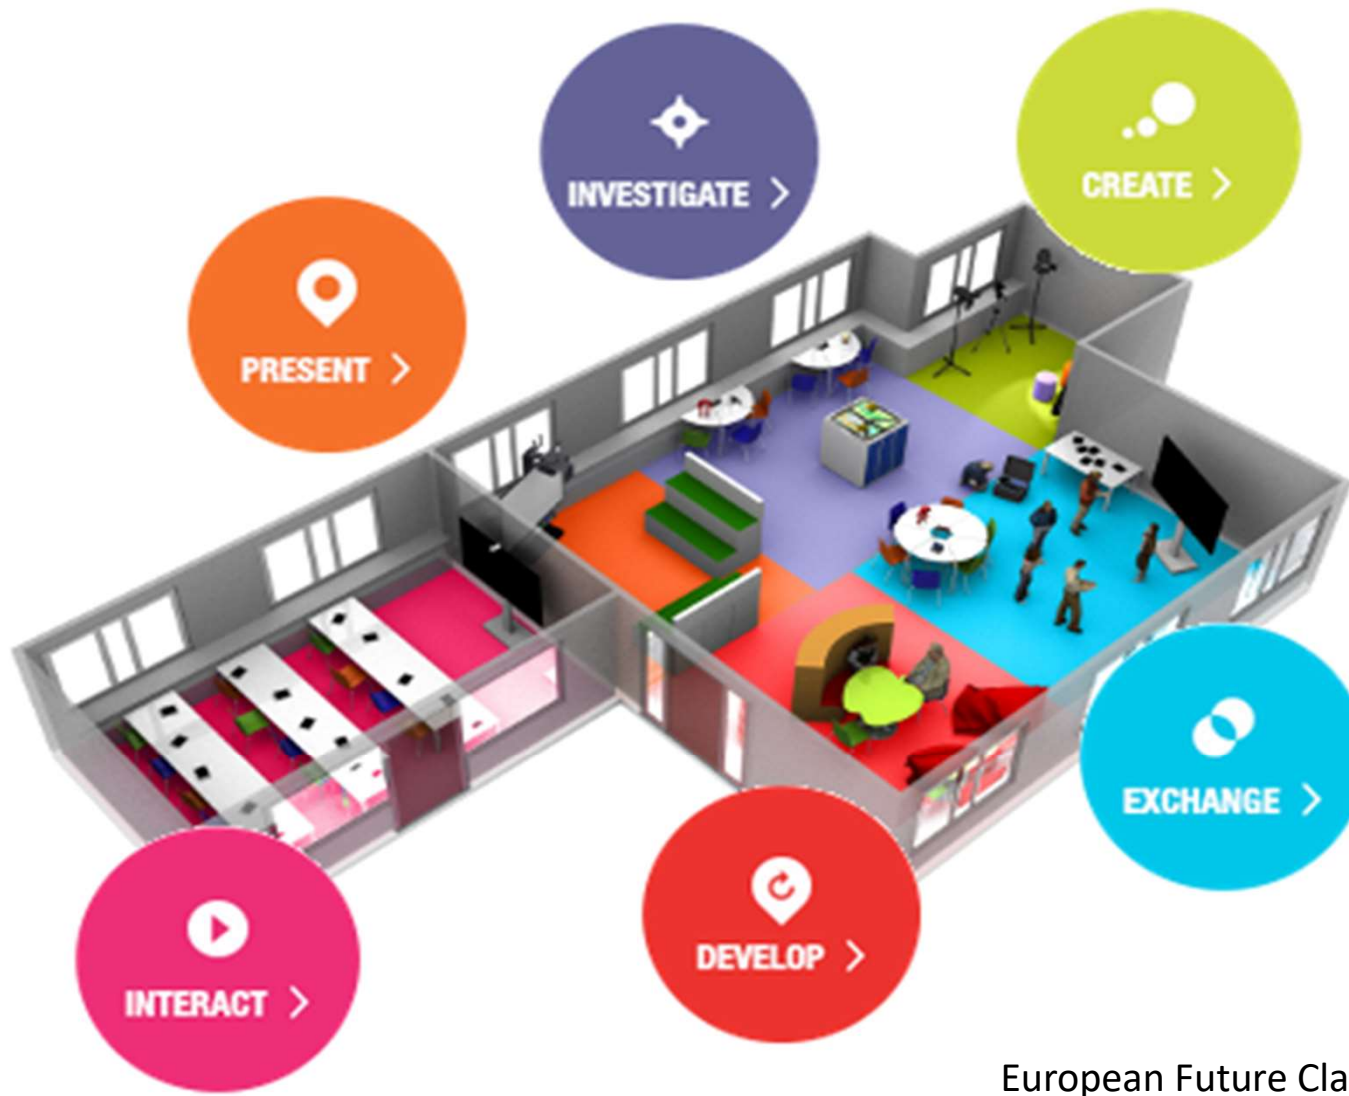 INVESTIGATE
CREATE
PRESENT
EXCHANGE
DEVELOP
INTERACT
European Future Cla